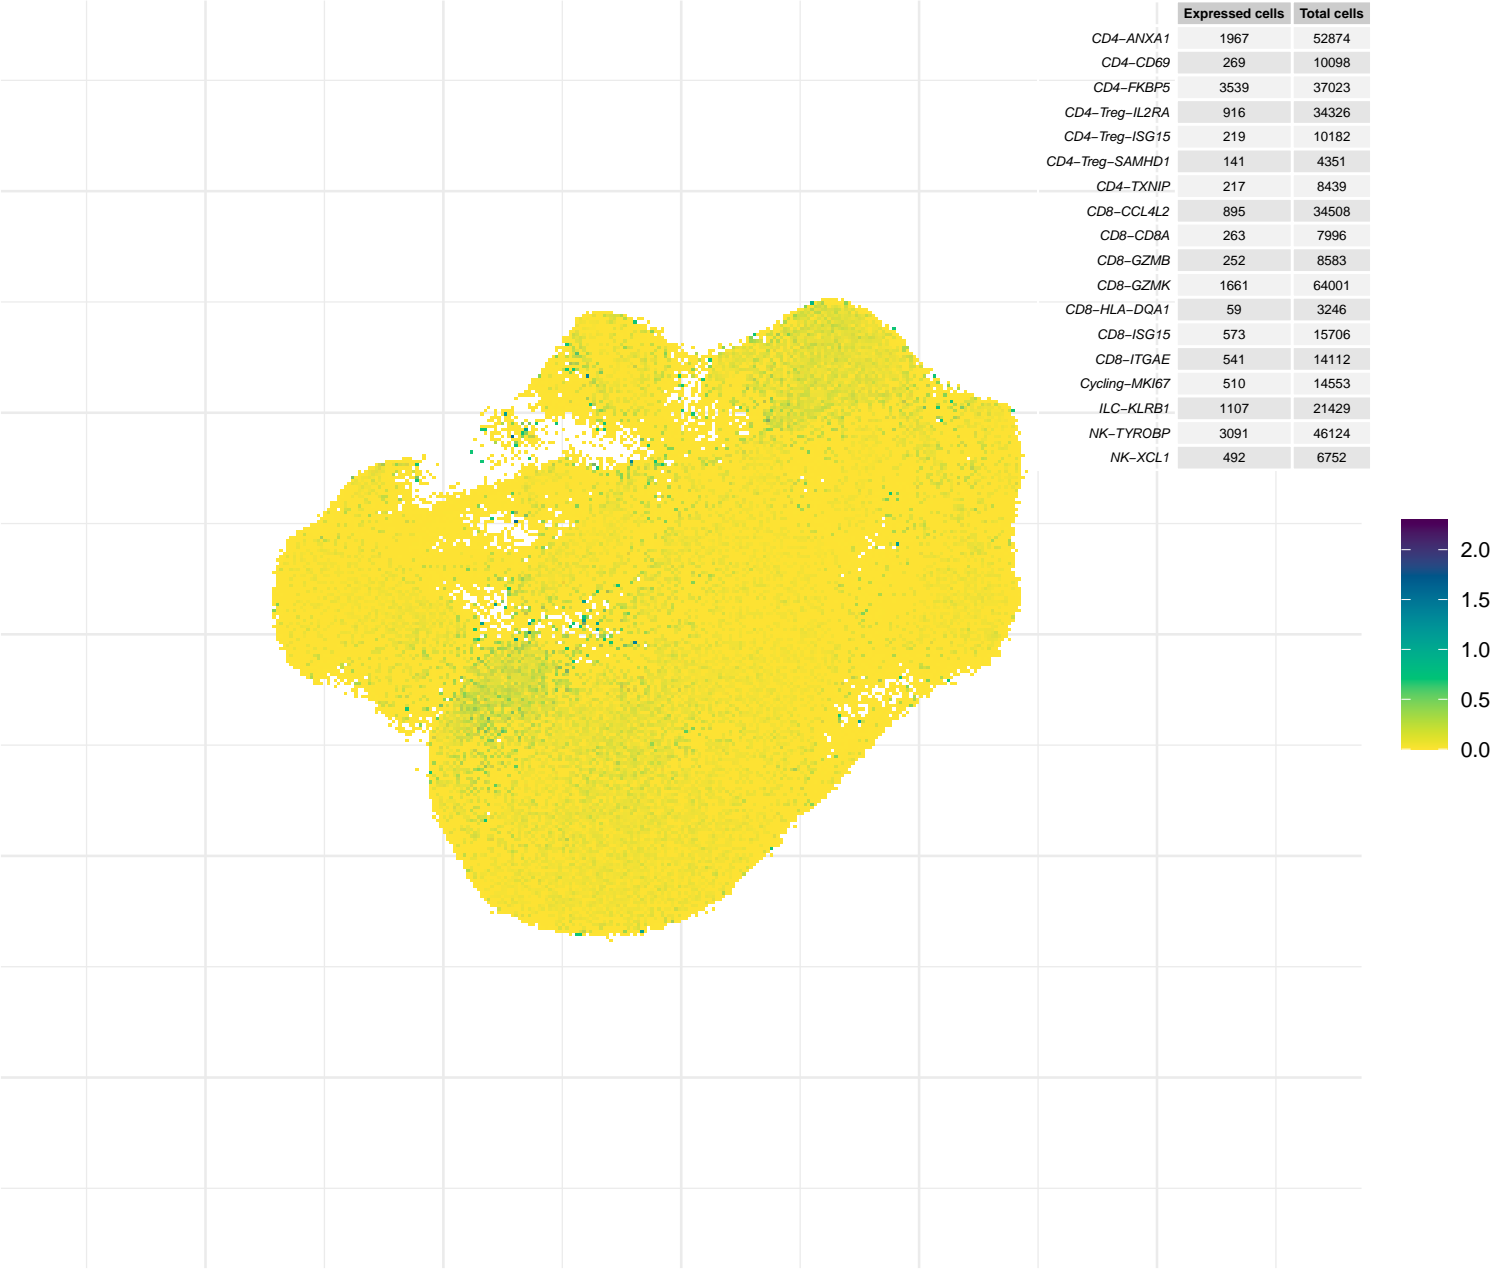 Expressed cells Total cells
CD4−ANXA1 1967 52874
CD4−CD69 269 10098
CD4−FKBP5 3539 37023
CD4−Treg−IL2RA 916 34326
CD4−Treg−ISG15 219 10182
CD4−Treg−SAMHD1 141 4351
CD4−TXNIP 217 8439
CD8−CCL4L2 895 34508
CD8−CD8A 263 7996
CD8−GZMB 252 8583
CD8−GZMK 1661 64001
CD8−HLA−DQA1 59 3246
CD8−ISG15 573 15706
CD8−ITGAE 541 14112
Cycling−MKI67 510 14553
ILC−KLRB1 1107 21429
NK−TYROBP 3091 46124
NK−XCL1 492 6752
2.0
1.5
1.0
0.5
0.0